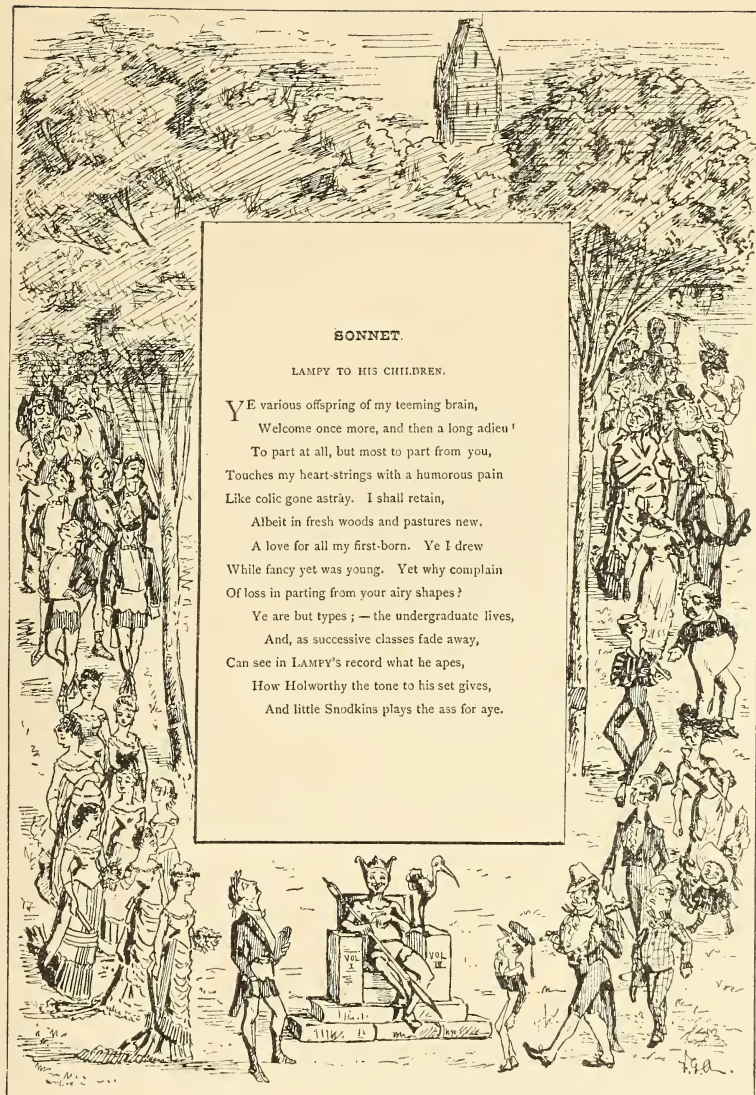 SONNET.
LAMPY TO HIS CHILDREN.
YE various offspring of my teeming brain,
Welcome once more, and then a long adieu!
To part at all, but most to part from you,
Touches my heart-strings with a humorous pain
Like colic gone astray. I shall retain,
Albeit in fresh woods and pastures new,
A love for all my first-born. Ye I drew
While fancy yet was young. Yet why complain
Of loss in parting from your airy shapes?
Ye are but types; — the undergraduate lives,
And, as successive classes fade away,
Can see in LAMPY'S record what he apes,
How Holworthy the tone to his set gives,
And little Snodkins plays the ass for aye.
VOL I
VOL IV